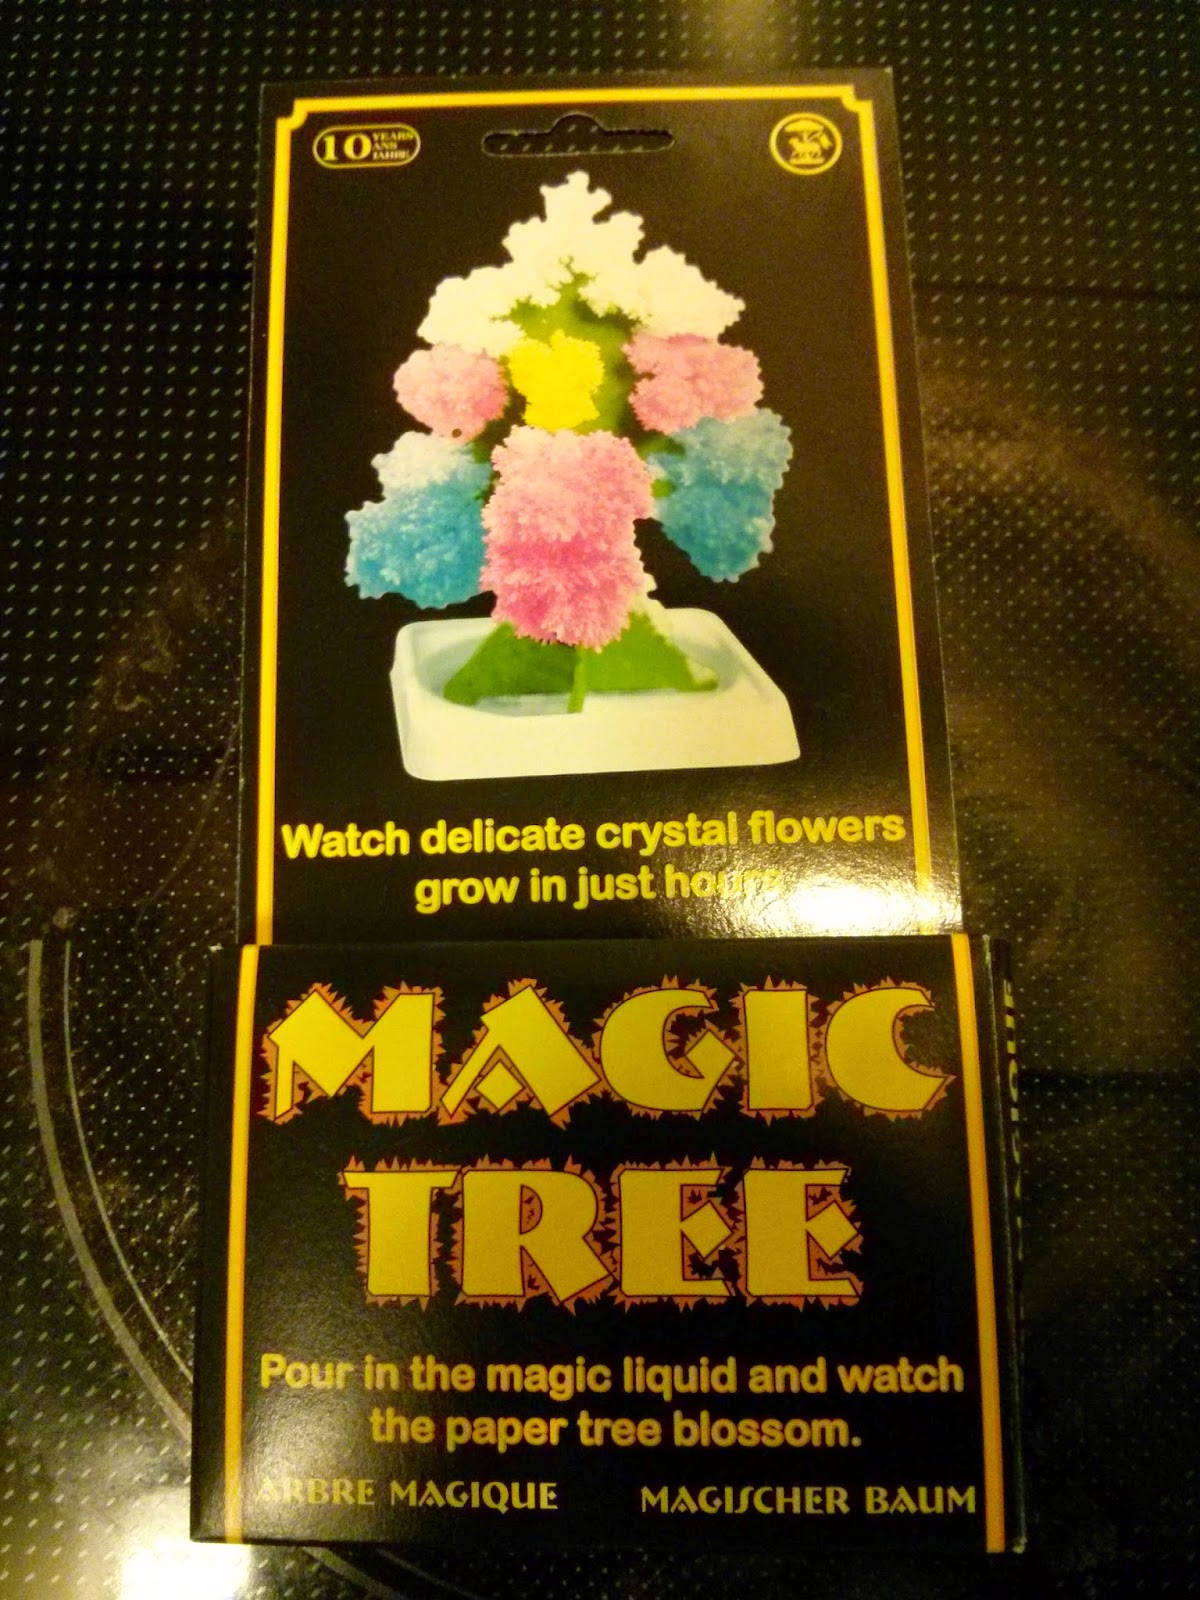 10 YEARS
ANS
JAHRE
Watch delicate crystal flowers
grow in just hours
MAGIC
TREE
Pour in the magic liquid and watch
the paper tree blossom.
ARBRE MAGIQUE MAGISCHER BAUM